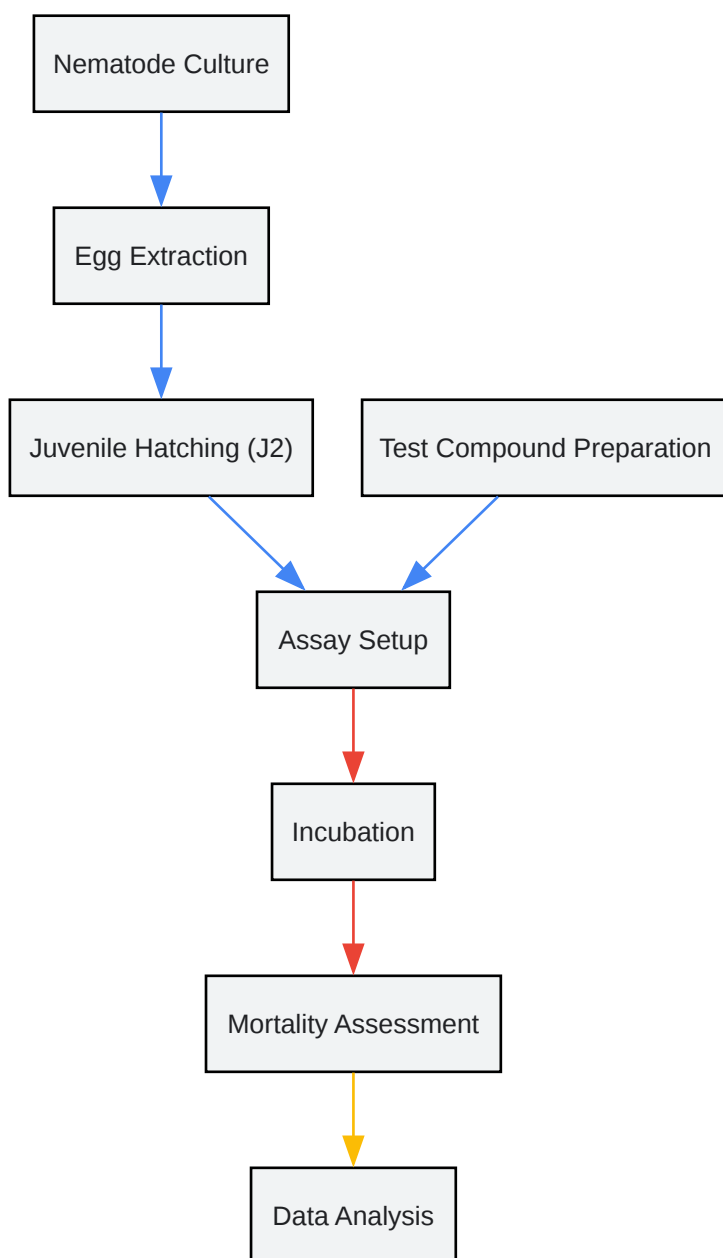 Nematode Culture
Egg Extraction
Juvenile Hatching (J2)
Test Compound Preparation
Assay Setup
Incubation
Mortality Assessment
Data Analysis